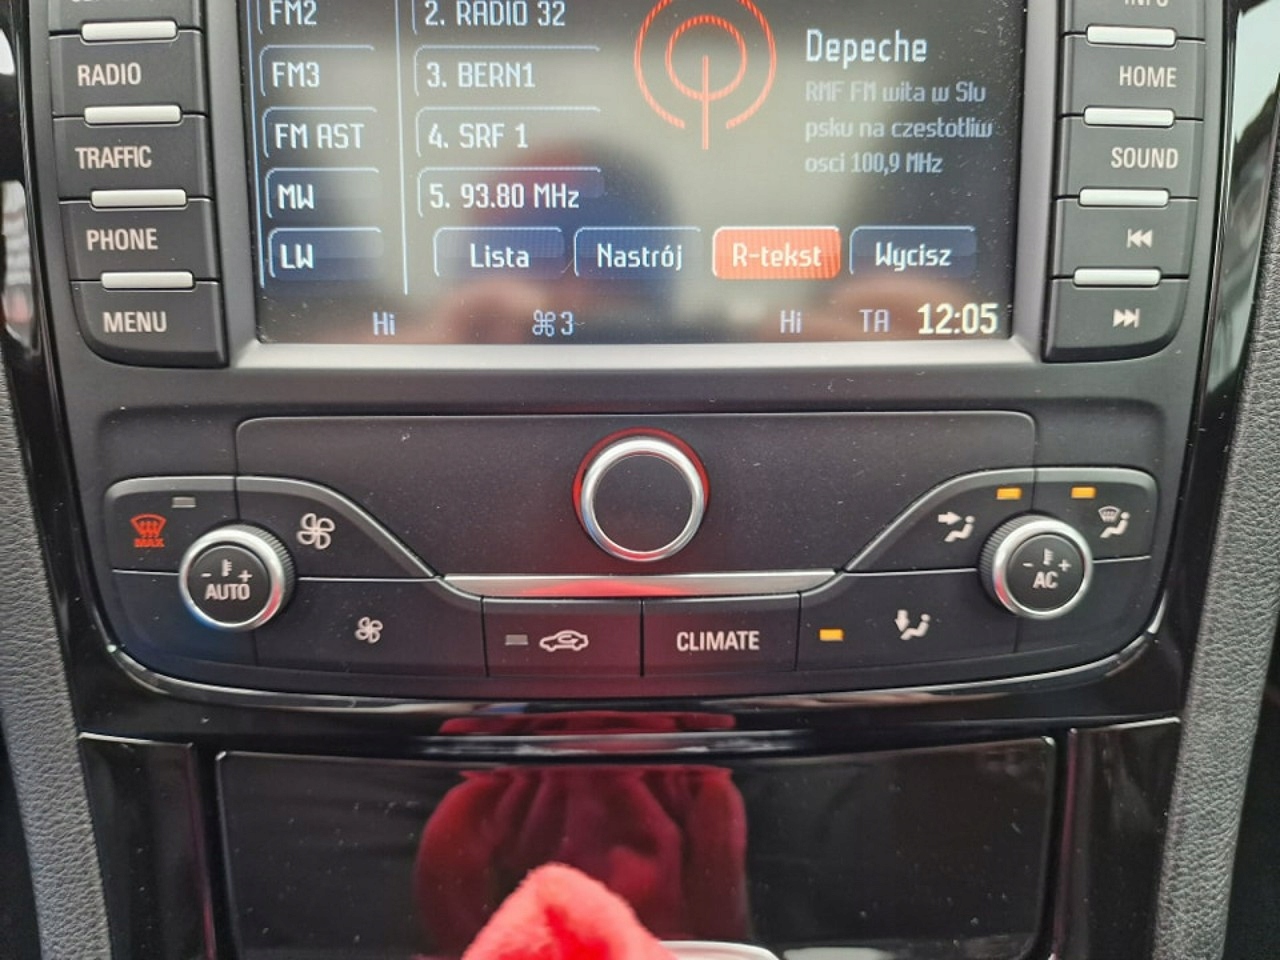 FM2
2. RADIO 32
RADIO
FM3
3. BERN1
Depeche
RMF FM wita w Slu
psku na czestotliw
osci 100,9 MHz
HOME
TRAFFIC
FM AST
4. SRF 1
SOUND
MW
5. 93.80 MHz
PHONE
LW
Lista
Nastrój
R-tekst
Wycisz
MENU
Hi
3
Hi
TA
12:05
MAX
- +
AUTO
- +
AC
CLIMATE